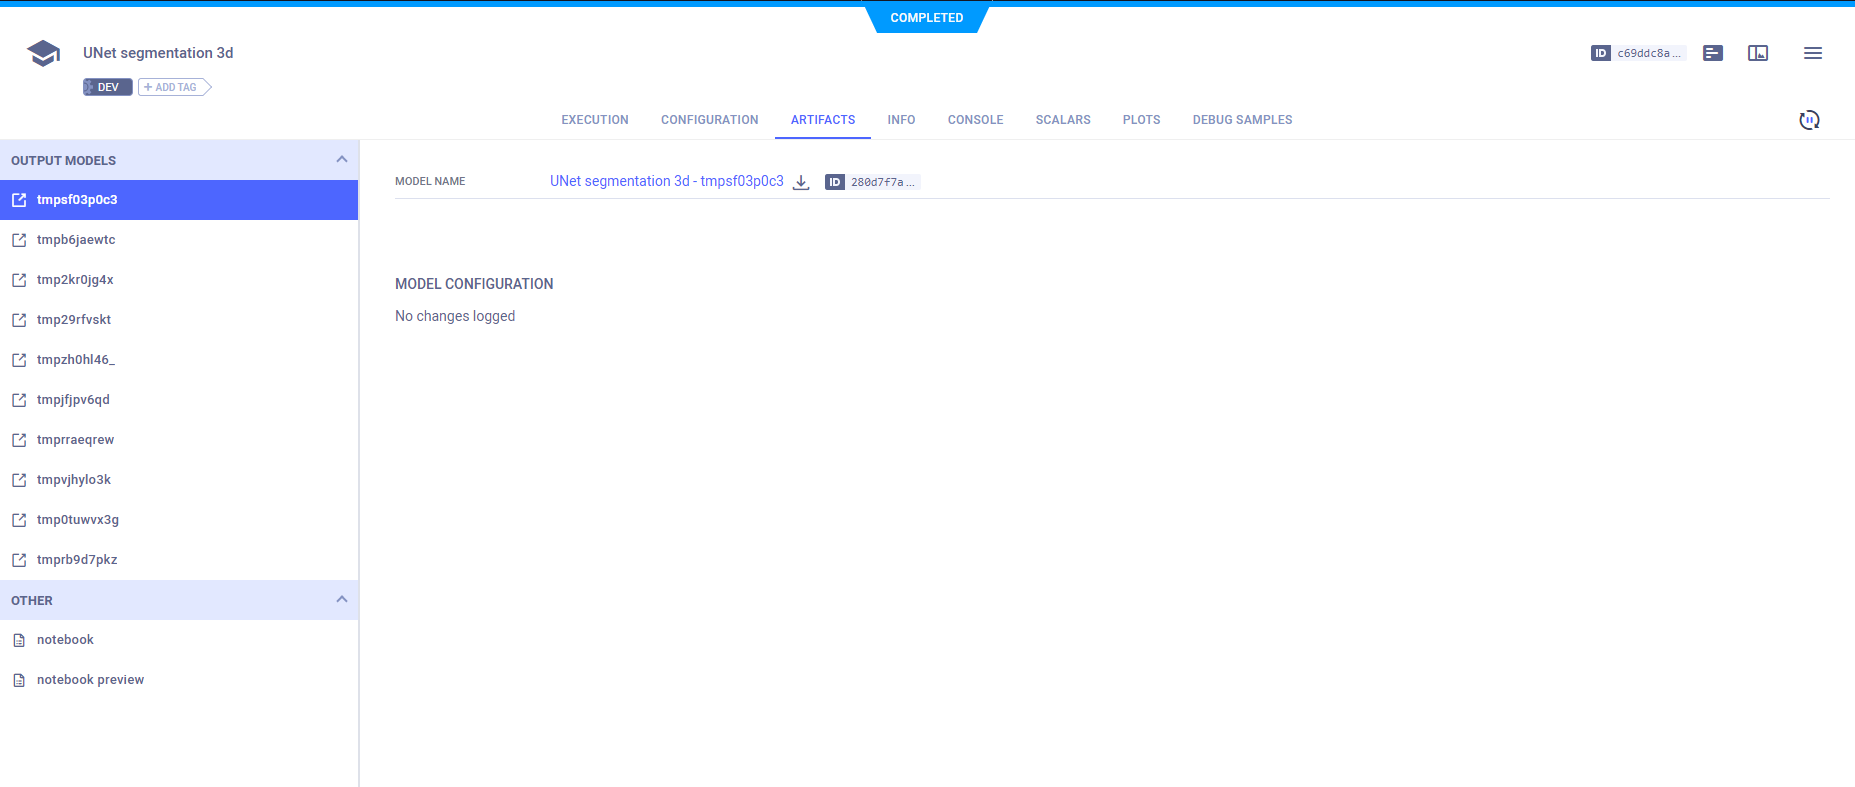 COMPLETED
UNet segmentation 3d
ID c69ddc8a...
DEV + ADD TAG
EXECUTION CONFIGURATION ARTIFACTS INFO CONSOLE SCALARS PLOTS DEBUG SAMPLES
OUTPUT MODELS
tmpsf03p0c3
tmpb6jaewtc
tmp2kr0jg4x
tmp29rfvskt
tmpzh0hl46_
tmpjfjpv6qd
tmprraeqrew
tmpvjhylo3k
tmp0tuwvx3g
tmprb9d7pkz
OTHER
notebook
notebook preview
MODEL NAME UNet segmentation 3d - tmpsf03p0c3 ID 280d7f7a...
MODEL CONFIGURATION
No changes logged